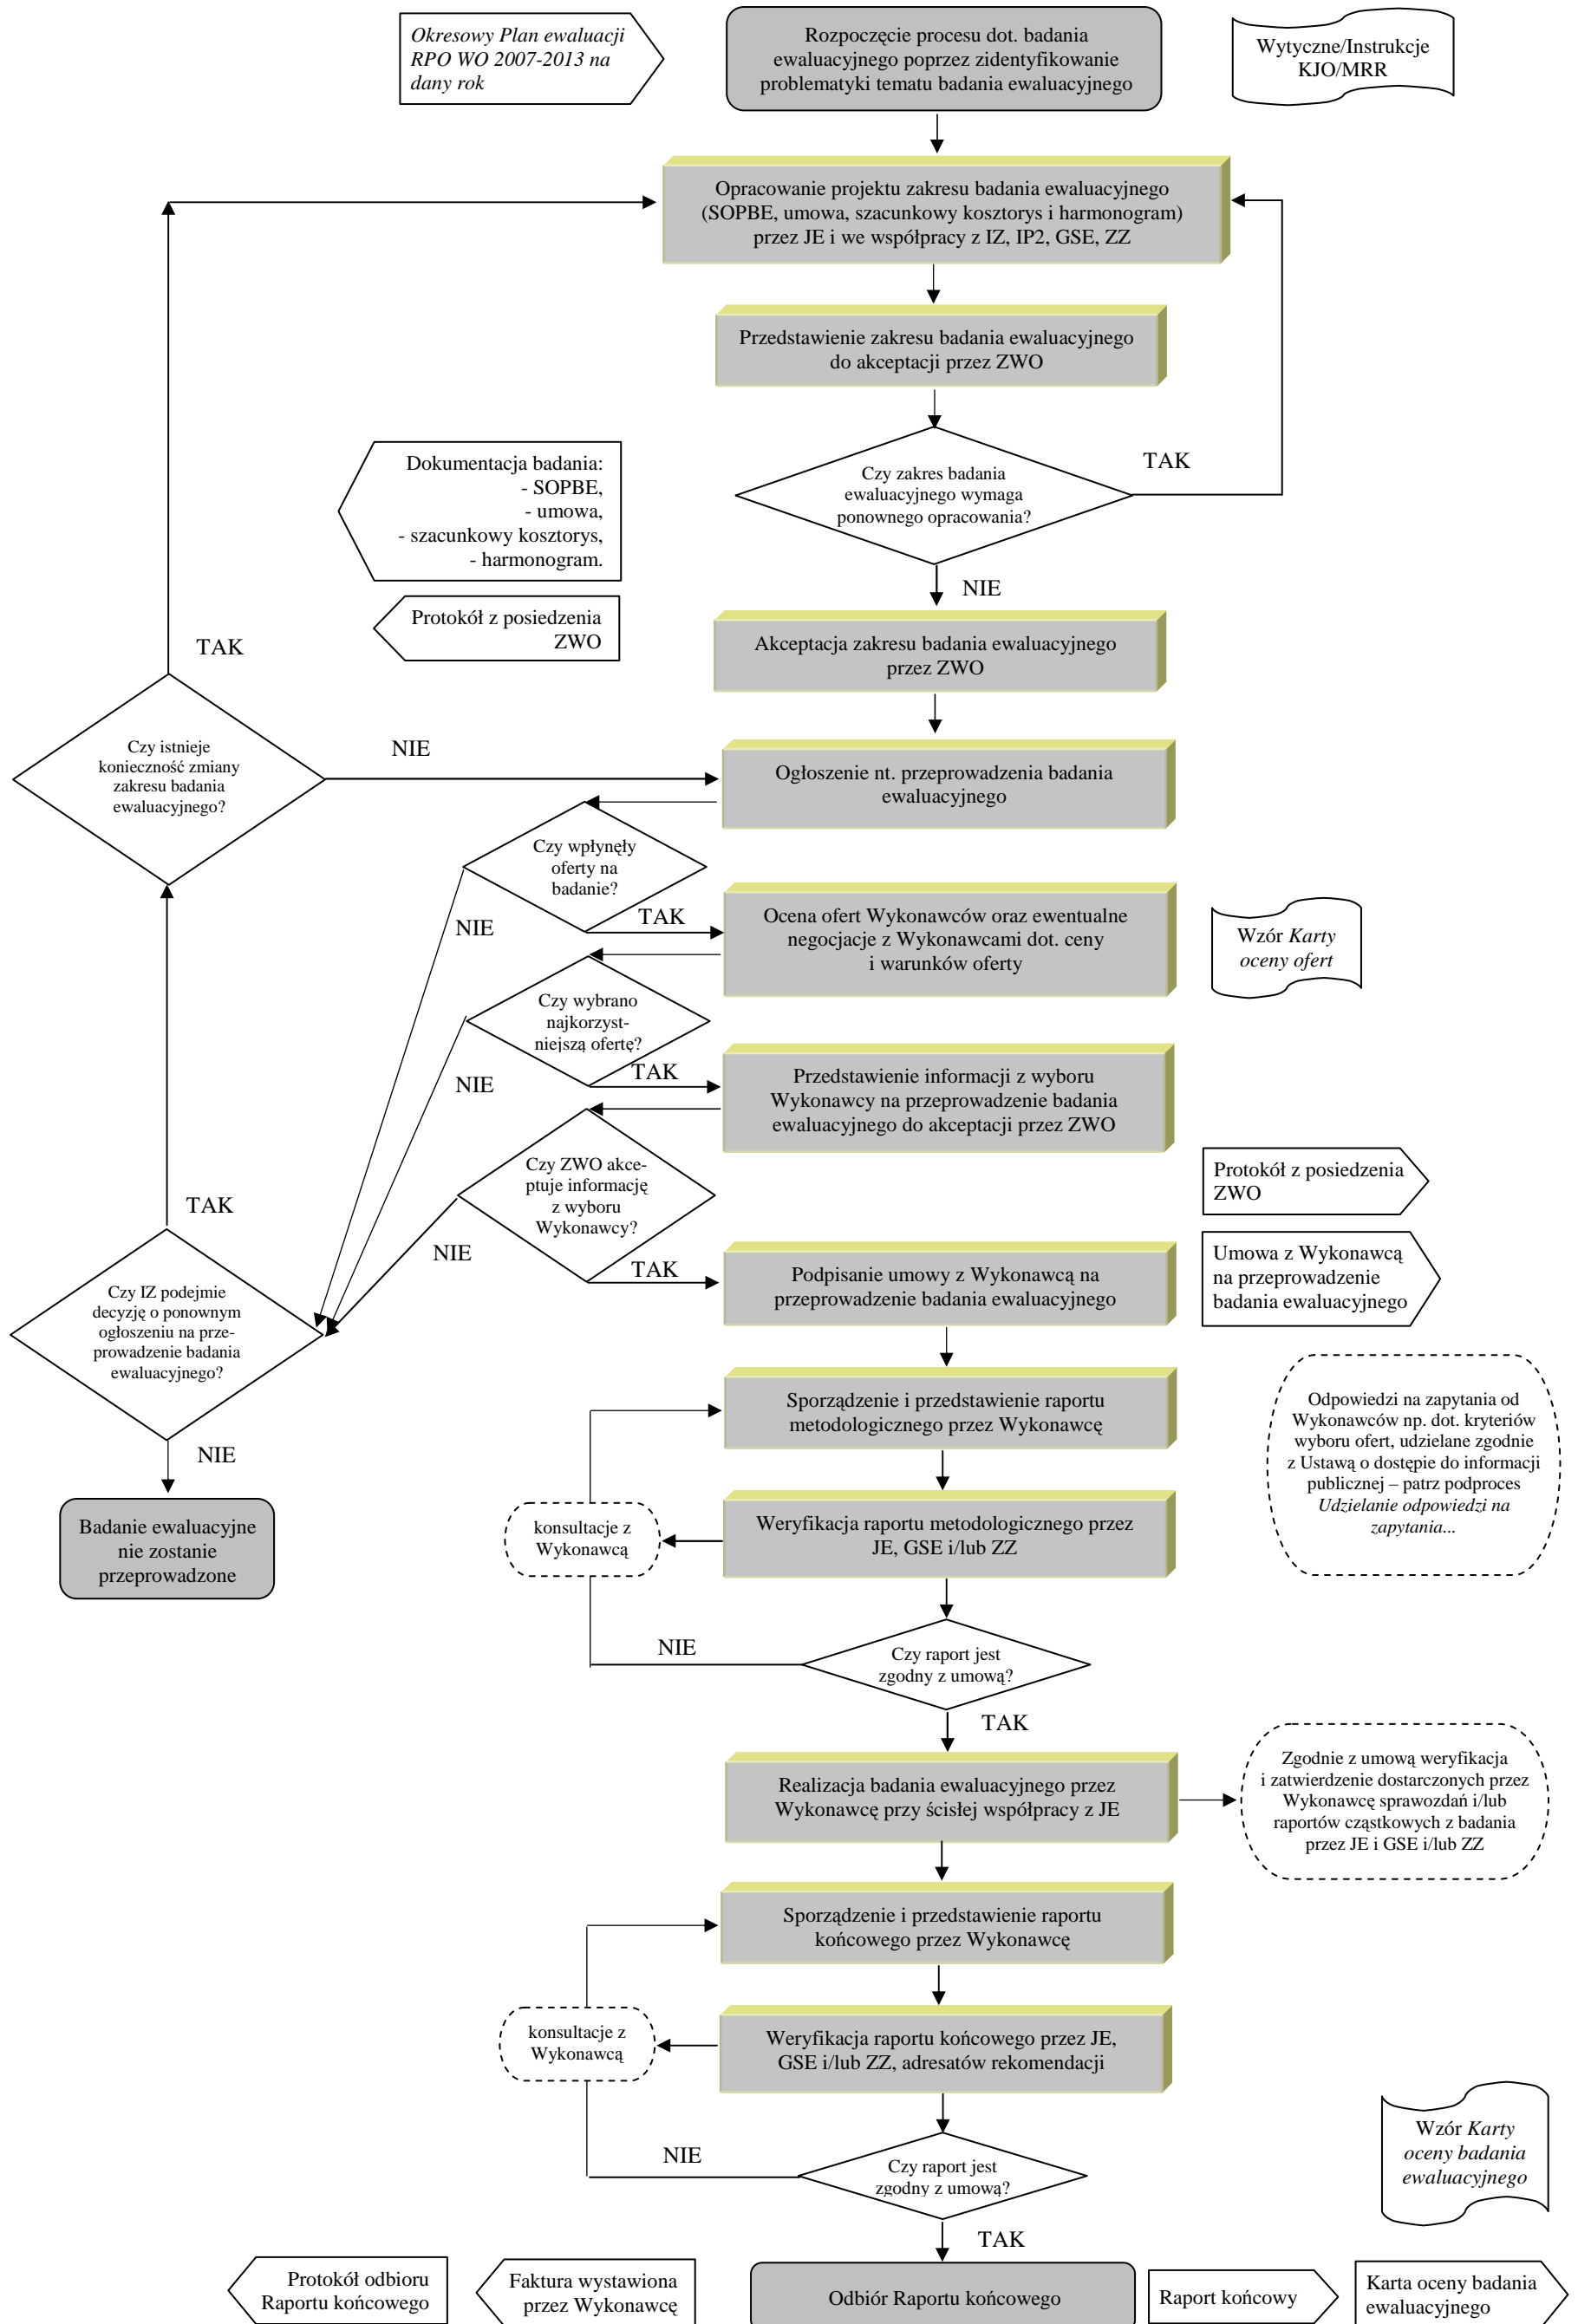 Okresowy Plan ewaluacji
RPO WO 2007-2013 na
dany rok
Rozpoczęcie procesu dot. badania
ewaluacyjnego poprzez zidentyfikowanie
problematyki tematu badania ewaluacyjnego
Wytyczne/Instrukcje
KJO/MRR
Opracowanie projektu zakresu badania ewaluacyjnego
(SOPBE, umowa, szacunkowy kosztorys i harmonogram)
przez JE i we współpracy z IZ, IP2, GSE, ZZ
Przedstawienie zakresu badania ewaluacyjnego
do akceptacji przez ZWO
Czy zakres badania
ewaluacyjnego wymaga
ponownego opracowania?
TAK
Dokumentacja badania:
- SOPBE,
- umowa,
- szacunkowy kosztorys,
- harmonogram.
NIE
Protokół z posiedzenia
ZWO
Akceptacja zakresu badania ewaluacyjnego
przez ZWO
TAK
Czy istnieje
konieczność zmiany
zakresu badania
ewaluacyjnego?
NIE
Ogłoszenie nt. przeprowadzenia badania
ewaluacyjnego
Czy wpłynęły
oferty na
badanie?
TAK
NIE
Ocena ofert Wykonawców oraz ewentualne
negocjacje z Wykonawcami dot. ceny
i warunków oferty
Wzór Karty
oceny ofert
Czy wybrano
najkorzyst-
niejszą ofertę?
TAK
NIE
Przedstawienie informacji z wyboru
Wykonawcy na przeprowadzenie badania
ewaluacyjnego do akceptacji przez ZWO
Czy ZWO akce-
ptuje informację
z wyboru
Wykonawcy?
Protokół z posiedzenia
ZWO
TAK
NIE
TAK
Podpisanie umowy z Wykonawcą na
przeprowadzenie badania ewaluacyjnego
Umowa z Wykonawcą
na przeprowadzenie
badania ewaluacyjnego
Czy IZ podejmie
decyzję o ponownym
ogłoszeniu na prze-
prowadzenie badania
ewaluacyjnego?
NIE
Badanie ewaluacyjne
nie zostanie
przeprowadzone
Sporządzenie i przedstawienie raportu
metodologicznego przez Wykonawcę
Odpowiedzi na zapytania od
Wykonawców np. dot. kryteriów
wyboru ofert, udzielane zgodnie
z Ustawą o dostępie do informacji
publicznej – patrz podproces
Udzielanie odpowiedzi na
zapytania...
konsultacje z
Wykonawcą
Weryfikacja raportu metodologicznego przez
JE, GSE i/lub ZZ
NIE
Czy raport jest
zgodny z umową?
TAK
Realizacja badania ewaluacyjnego przez
Wykonawcę przy ścisłej współpracy z JE
Zgodnie z umową weryfikacja
i zatwierdzenie dostarczonych przez
Wykonawcę sprawozdań i/lub
raportów cząstkowych z badania
przez JE i GSE i/lub ZZ
Sporządzenie i przedstawienie raportu
końcowego przez Wykonawcę
konsultacje z
Wykonawcą
Weryfikacja raportu końcowego przez JE,
GSE i/lub ZZ, adresatów rekomendacji
NIE
Czy raport jest
zgodny z umową?
Wzór Karty
oceny badania
ewaluacyjnego
TAK
Protokół odbioru
Raportu końcowego
Faktura wystawiona
przez Wykonawcę
Odbiór Raportu końcowego
Raport końcowy
Karta oceny badania
ewaluacyjnego